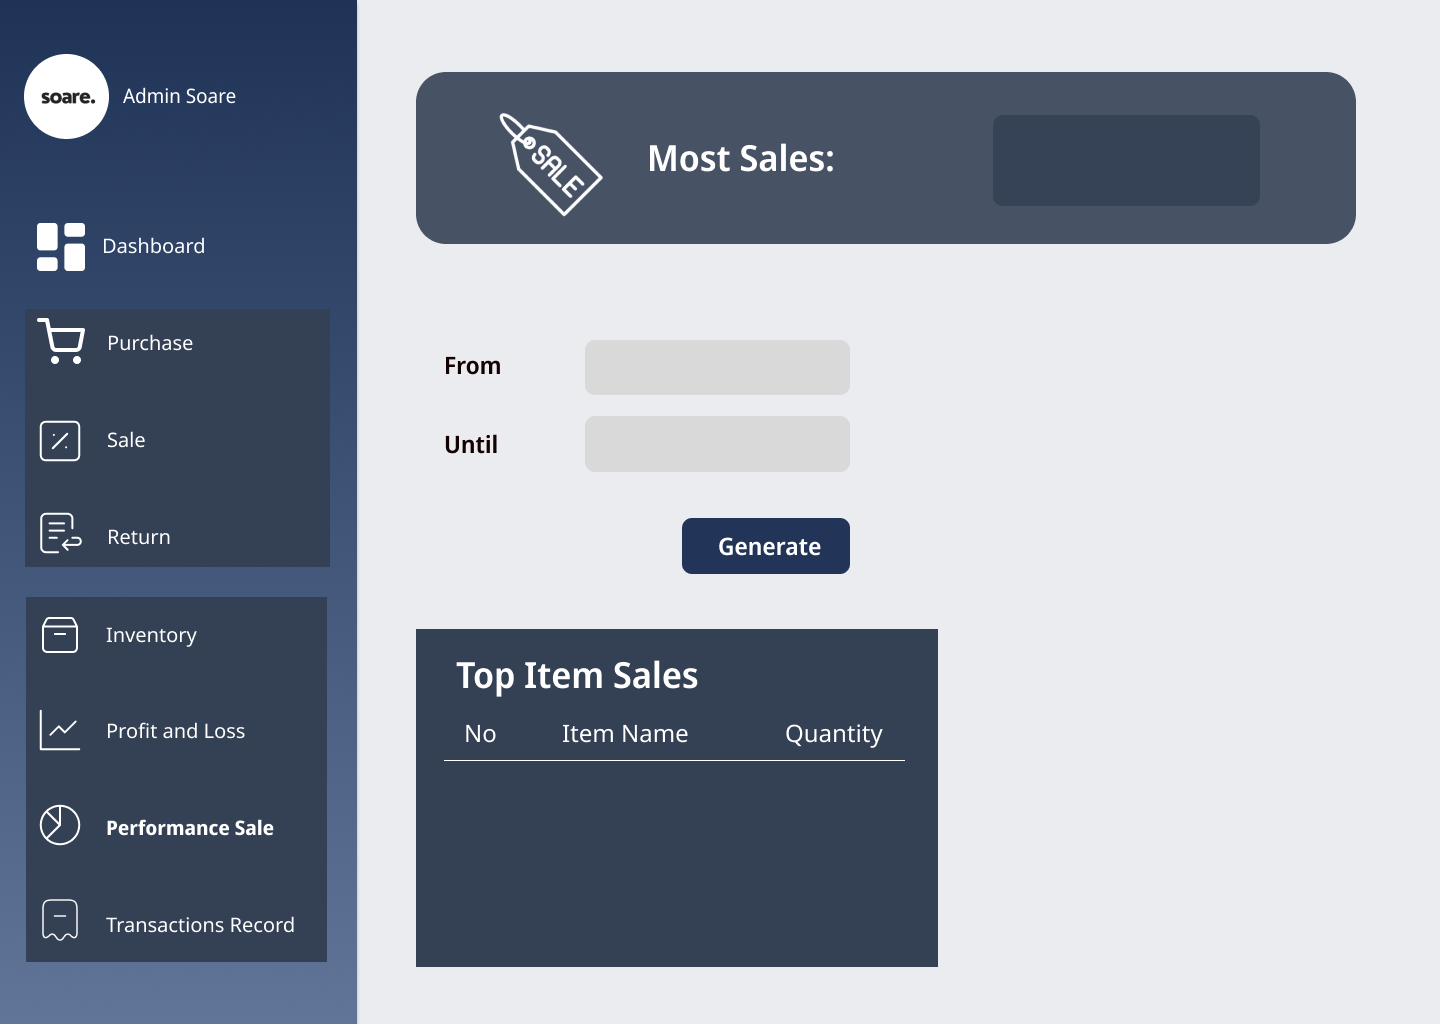 soare.
Admin Soare
Dashboard
Purchase
Sale
Return
Inventory
Profit and Loss
Performance Sale
Transactions Record
SALE
Most Sales:
From
Until
Generate
Top Item Sales
No Item Name Quantity